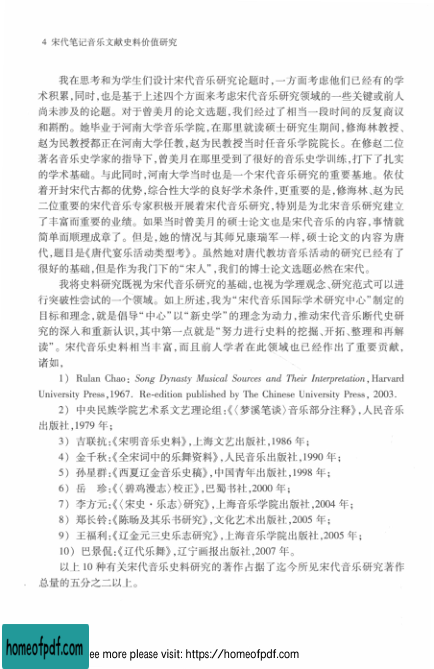 4 宋代笔记音乐文献史料价值研究
我在思考和为学生们设计宋代音乐研究论题时,一方面考虑他们已经有的学
术积累,同时,也是基于上述四个方面来考虑宋代音乐研究领域的一些关键或前人
尚未涉及的论题。对于曾美月的论文选题,我们经过了相当一段时间的反复商议
和斟酌。她毕业于河南大学音乐学院,在那里就读硕士研究生期间,修海林教授、
赵为民教授都正在河南大学任教,赵为民教授当时任音乐学院院长。在修赵二位
著名音乐史学家的指导下,曾美月在那里受到了很好的音乐史学训练,打下了扎实
的学术基础。与此同时,河南大学当时也是一个宋代音乐研究的重要基地。依仗
着开封宋代古都的优势,综合性大学的良好学术条件,更重要的是,修海林、赵为民
二位重要的宋代音乐专家积极开展着宋代音乐研究,特别是为北宋音乐研究建立
了丰富而重要的业绩。如果当时曾美月的硕士论文也是宋代音乐的内容,事情就
简单而顺理成章了。但是,她的情况与其师兄康瑞军一样,硕士论文的内容为唐
代,题目是《唐代宴乐活动类型考》。虽然她对唐代教坊音乐活动的研究已经有了
很好的基础,但是作为我门下的“宋人”,我们的博士论文选题必然在宋代。
我将史料研究既视为宋代音乐研究的基础,也视为学理观念、研究范式可以进
行突破性尝试的一个领域。如上所述,我为“宋代音乐国际学术研究中心”制定的
目标和理念,就是倡导“中心”以“新史学”的理念为动力,推动宋代音乐断代史研
究的深入和重新认识,其中第一点就是“努力进行史料的挖掘、开拓、整理和再解
读”。宋代音乐史料相当丰富,而且前人学者在此领域也已经作出了重要贡献,
诸如,
1) Rulan Chao: Song Dynasty Musical Sources and Their Interpretation, Harvard
University Press,1967. Re-edition published by The Chinese University Press, 2003.
2) 中央民族学院艺术系文艺理论组:《〈梦溪笔谈〉音乐部分注释》,人民音乐
出版社,1979 年;
3) 吉联抗:《宋明音乐史料》,上海文艺出版社,1986 年;
4) 金千秋:《全宋词中的乐舞资料》,人民音乐出版社,1990 年;
5) 孙星群:《西夏辽金音乐史稿》,中国青年出版社,1998 年;
6) 岳 珍:《〈碧鸡漫志〉校正》,巴蜀书社,2000 年;
7) 李方元:《〈宋史·乐志〉研究》,上海音乐学院出版社,2004 年;
8) 郑长铃:《陈旸及其乐书研究》,文化艺术出版社,2005 年;
9) 王福利:《辽金元三史乐志研究》,上海音乐学院出版社,2005 年;
10) 巴景侃:《辽代乐舞》,辽宁画报出版社,2007 年。
以上 10 种有关宋代音乐史料研究的著作占据了迄今所见宋代音乐研究著作
总量的五分之二以上。
homeofpdf.com
ee more please visit: https://homeofpdf.com